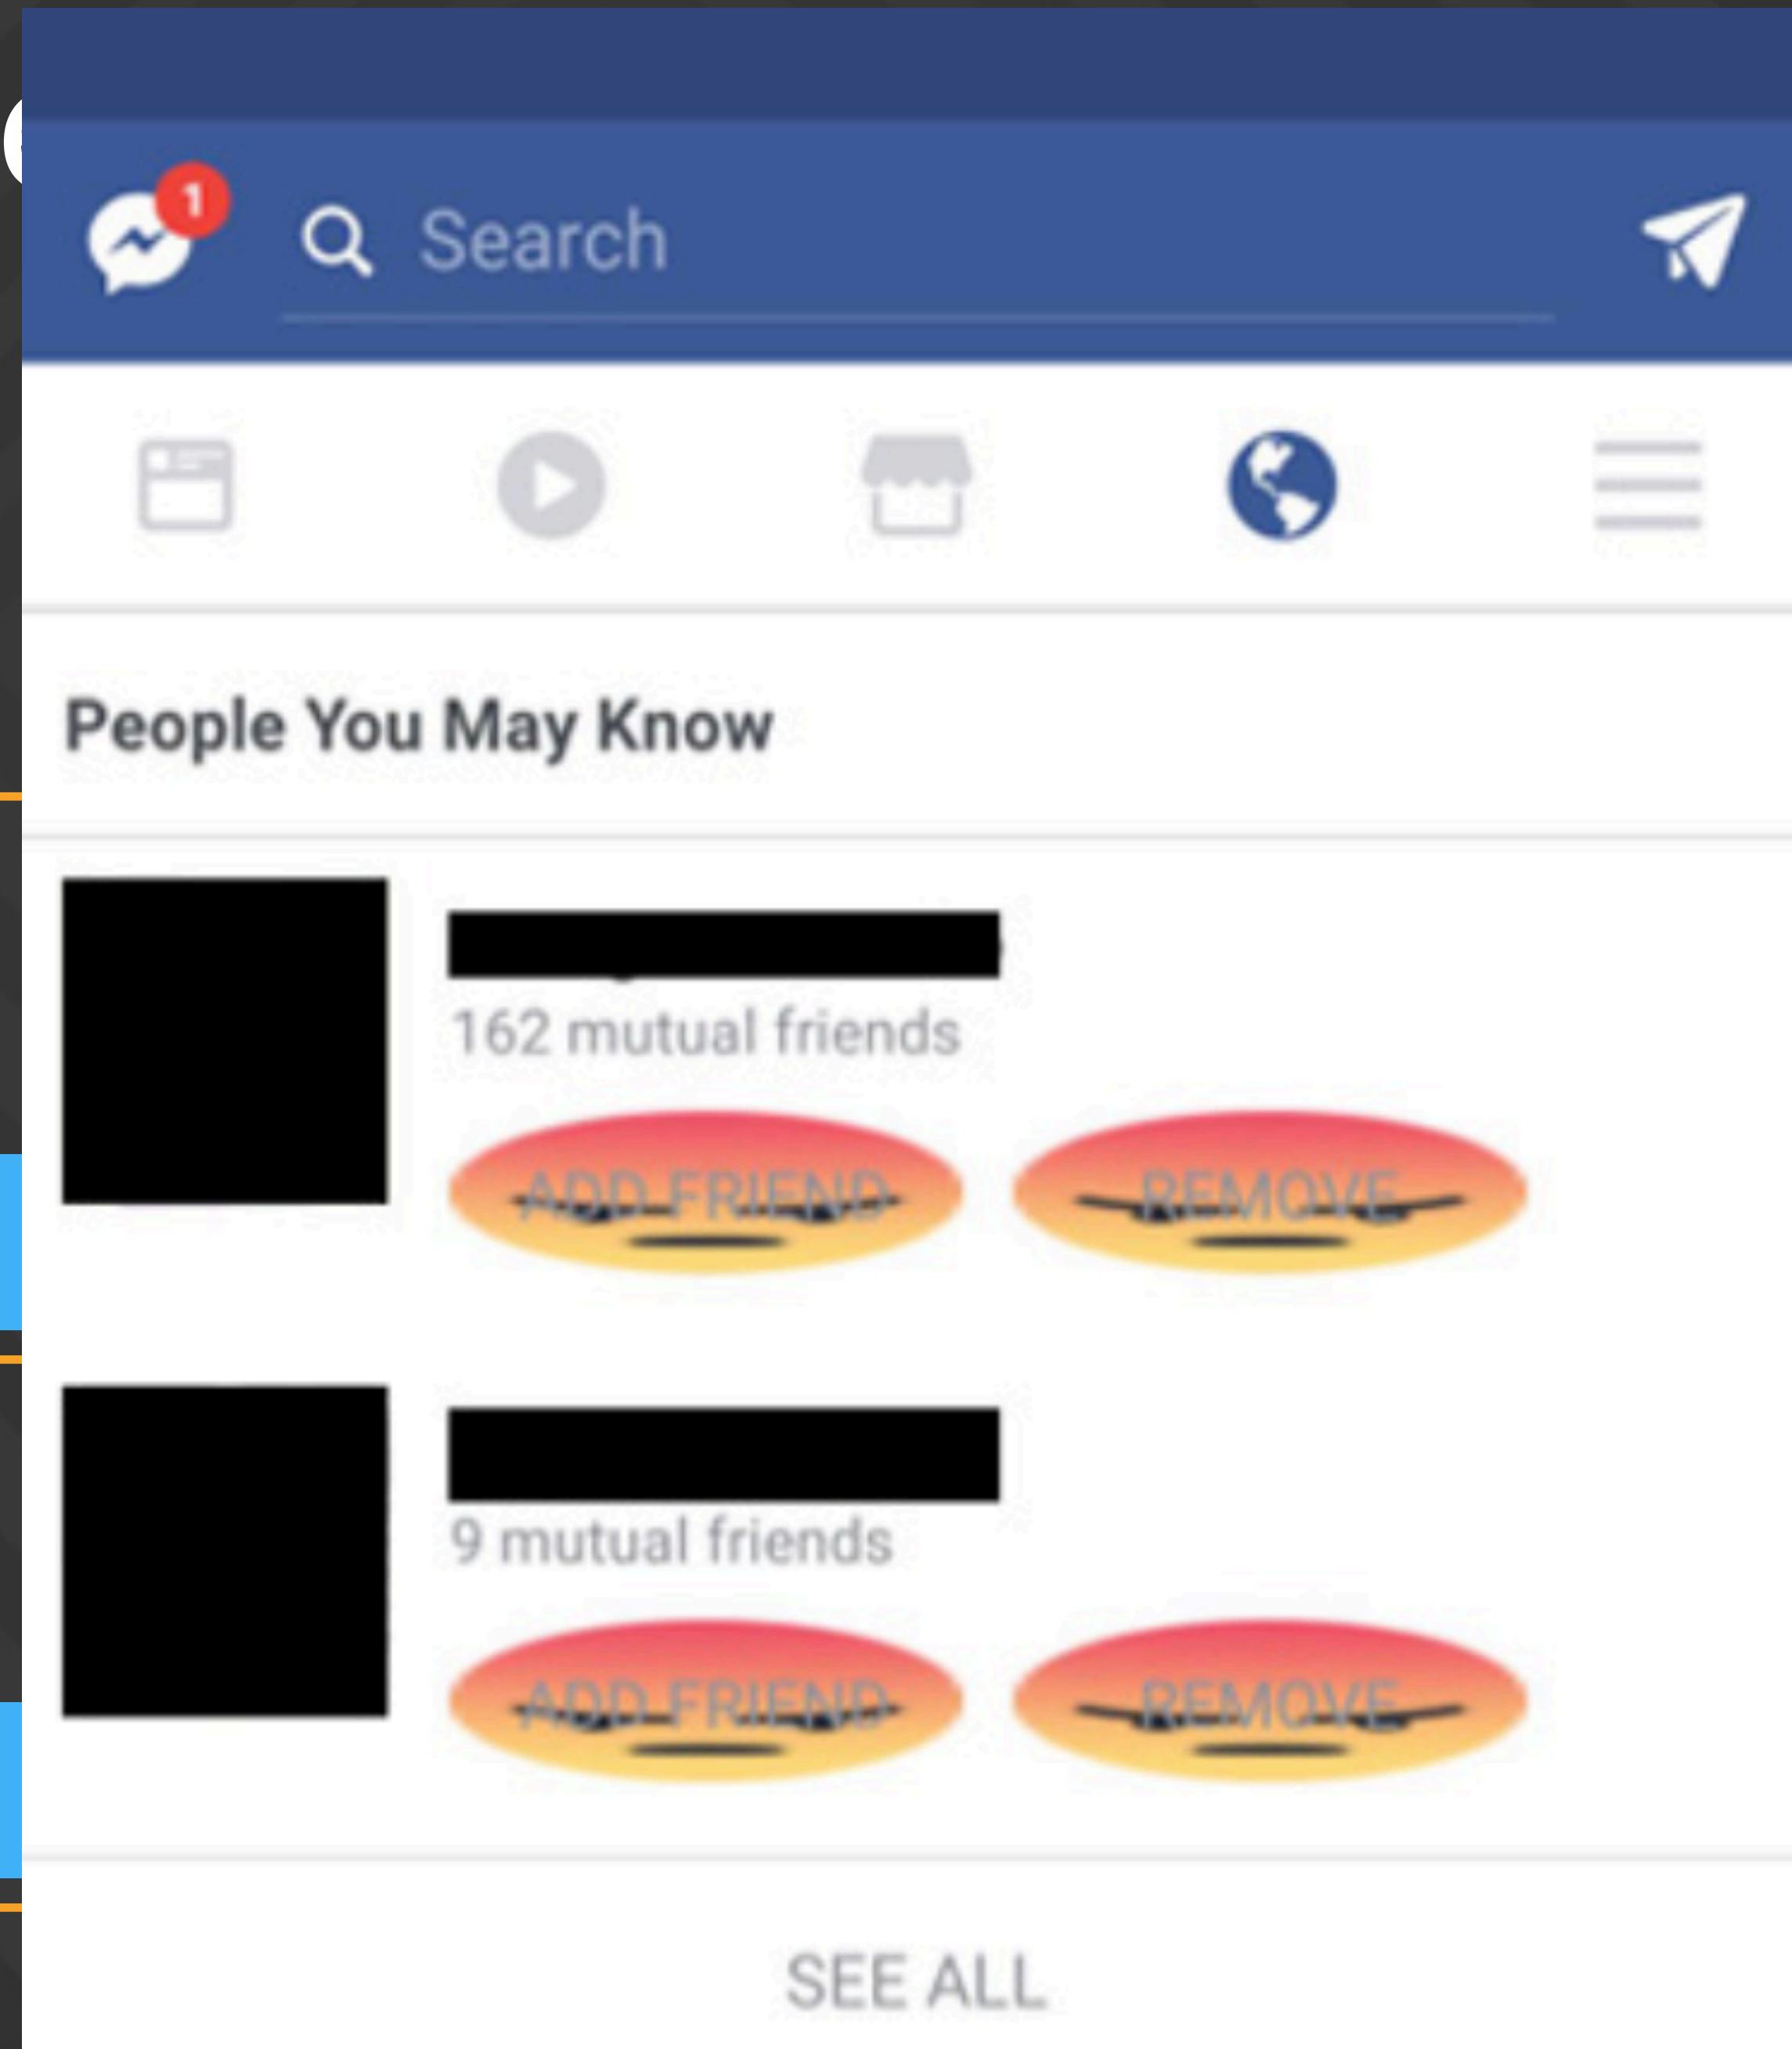 1
Search
People You May Know
162 mutual friends
ADD FRIEND REMOVE
9 mutual friends
ADD FRIEND REMOVE
SEE ALL